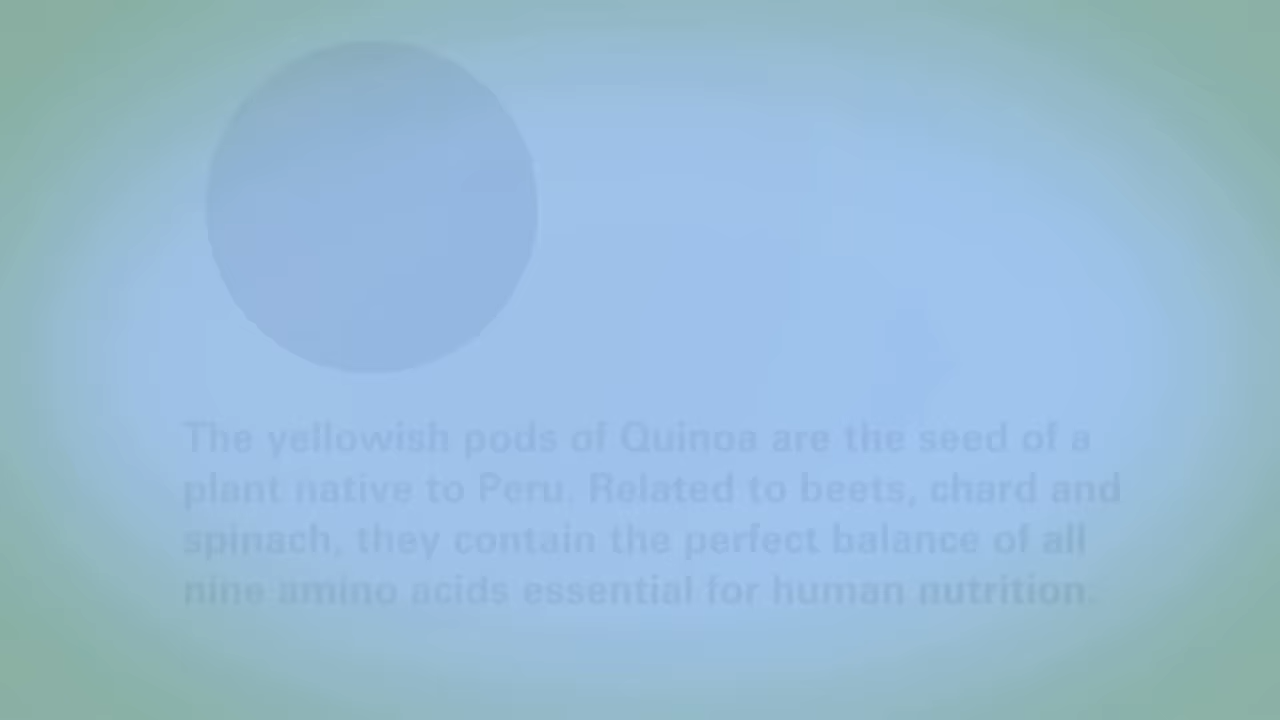 The yellowish pods of Quinoa are the seed of a
plant native to Peru. Related to beets, chard and
spinach, they contain the perfect balance of all
nine amino acids essential for human nutrition.